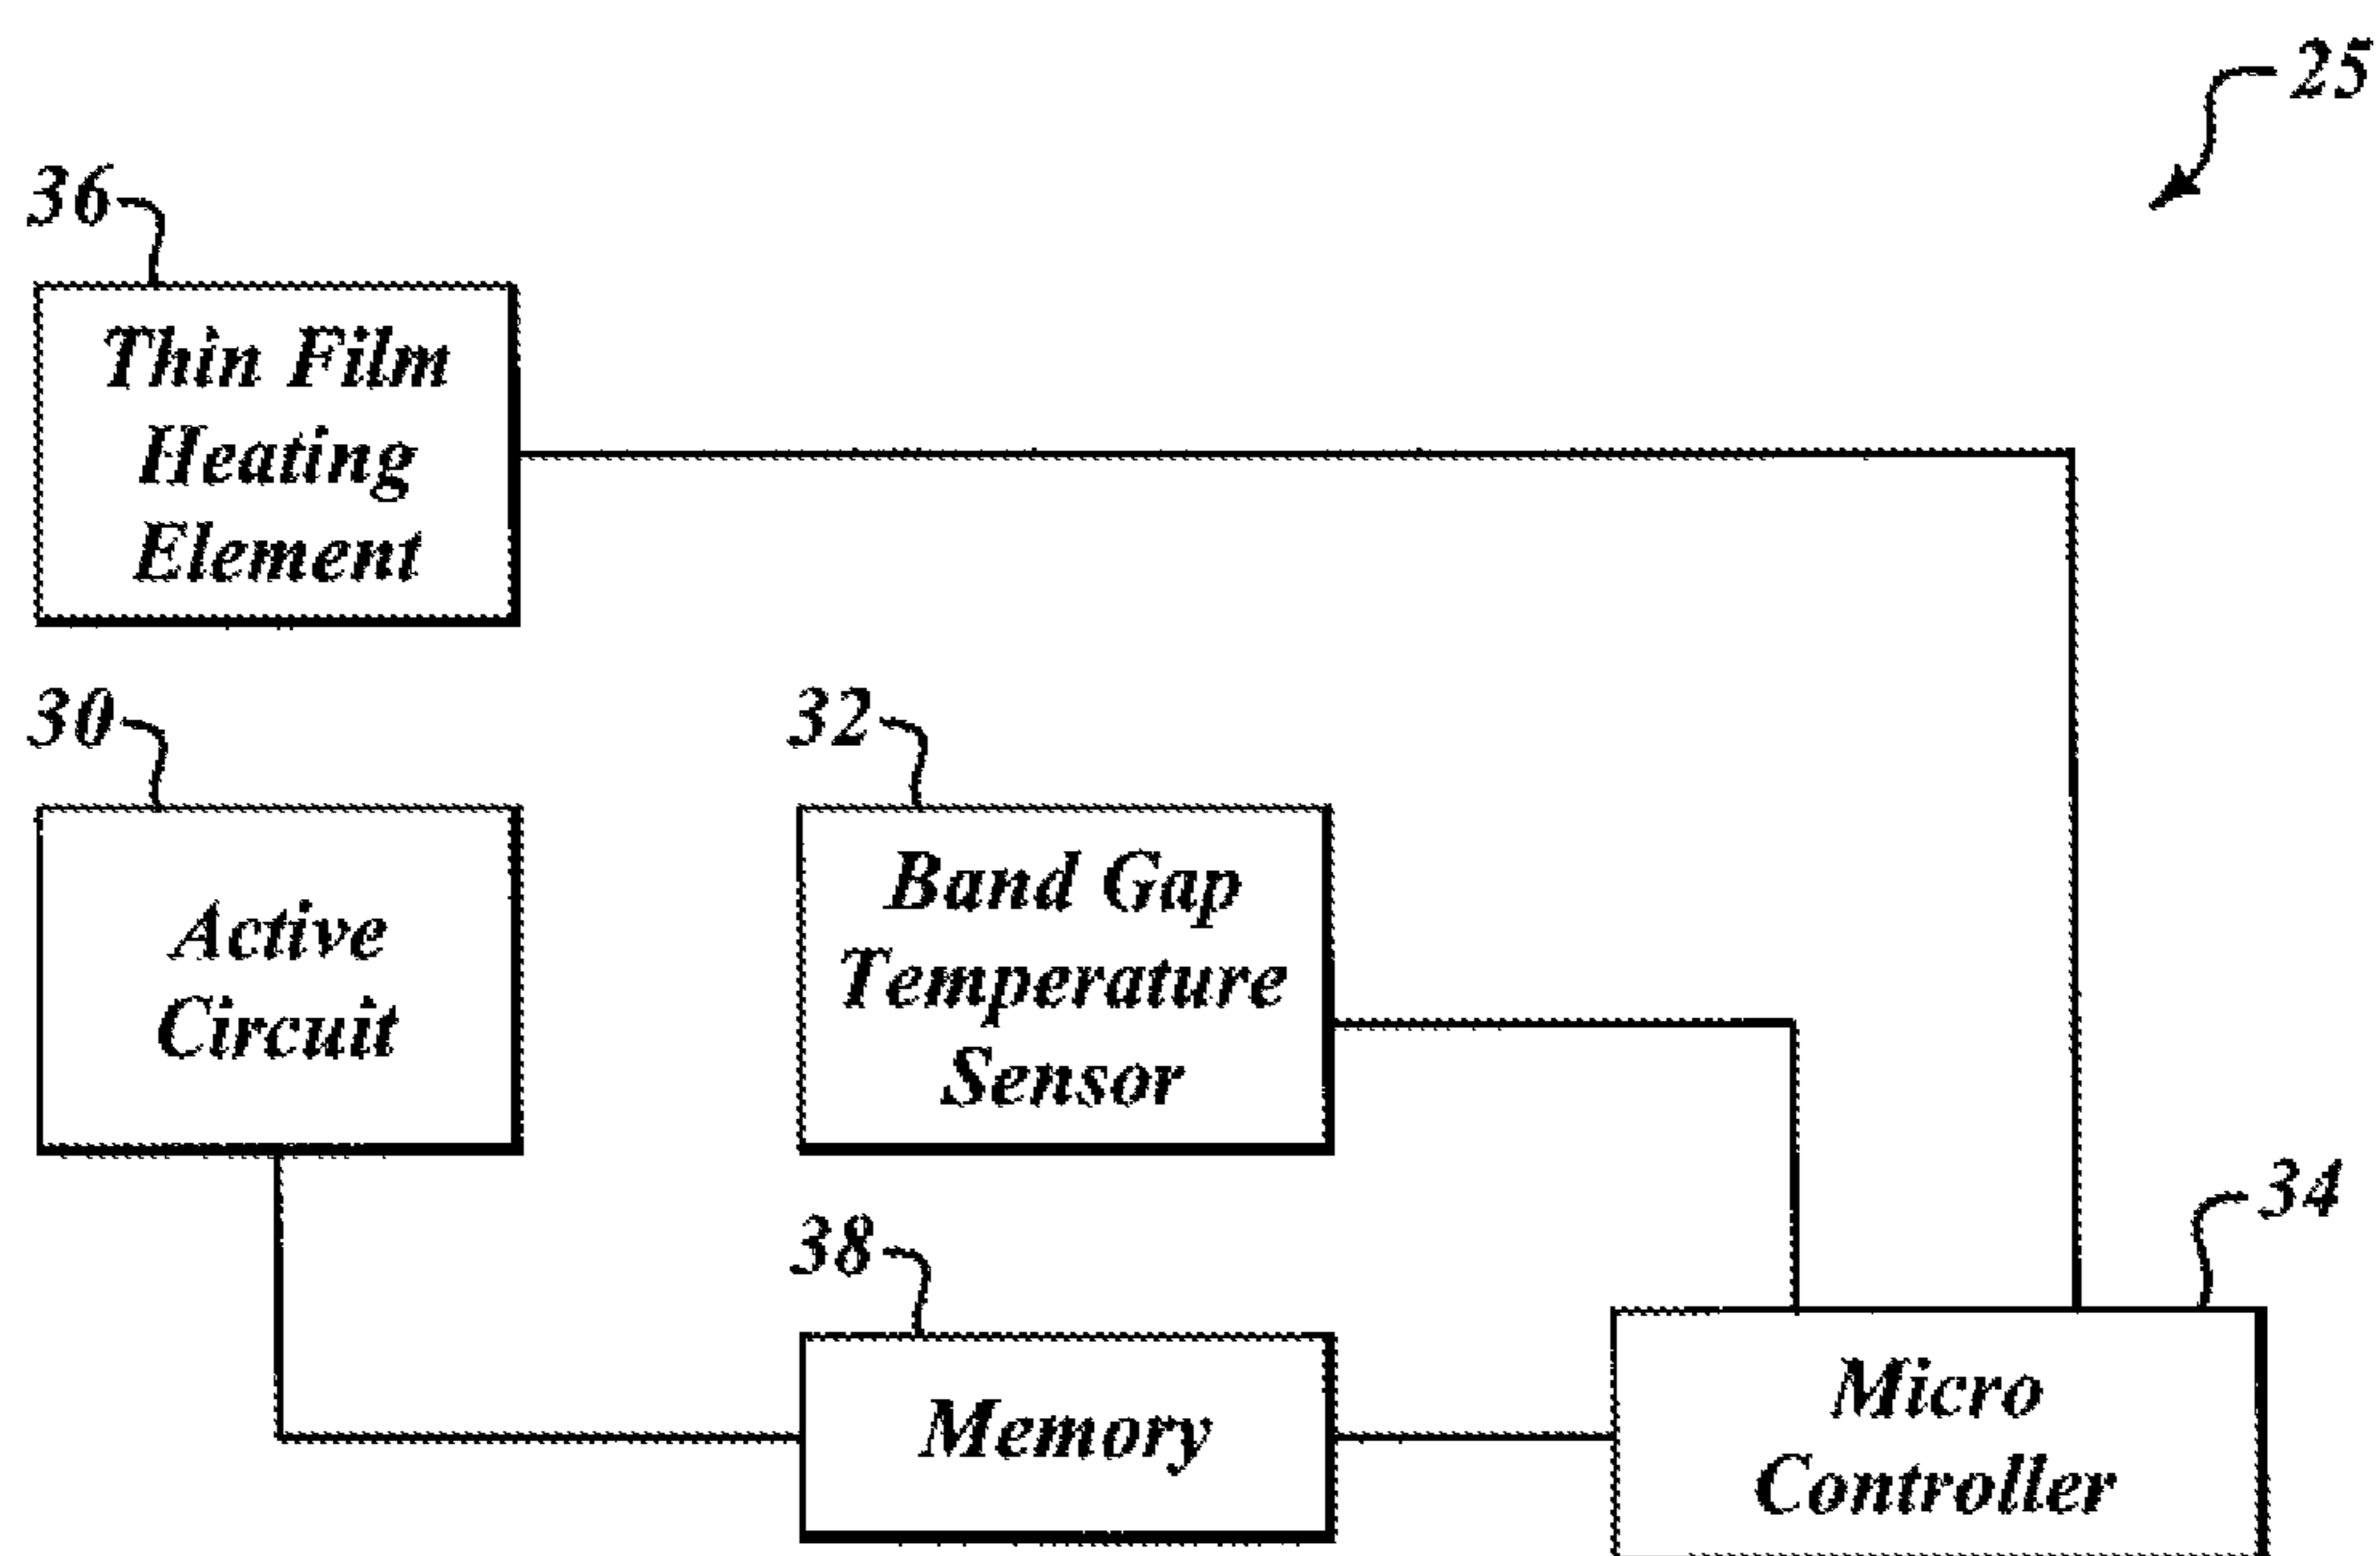 25
36
Thin Film
Heating
Element
30
Active
Circuit
32
Band Gap
Temperature
Sensor
38
Memory
34
Micro
Controller